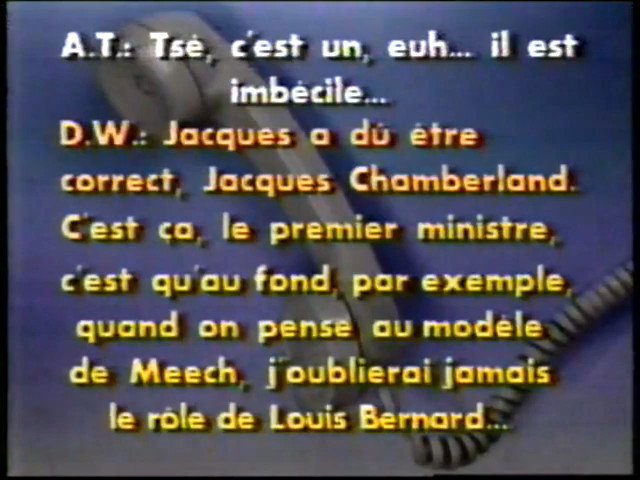 A.T.: Tsé, c'est un, euh... il est
imbécile...
D.W.: Jacques a dû être
correct, Jacques Chamberland.
C'est ça, le premier ministre,
c'est qu'au fond, par exemple,
quand on pense au modèle
de Meech, j'oublierai jamais
le rôle de Louis Bernard...